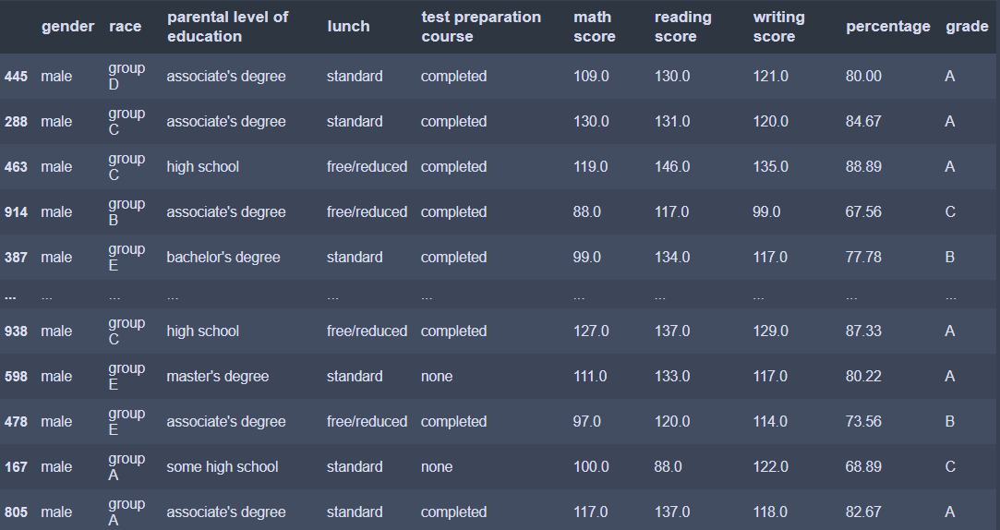 gender race parental level of education lunch test preparation course math score reading score writing score percentage grade
445 male group D associate's degree standard completed 109.0 130.0 121.0 80.00 A
288 male group C associate's degree standard completed 130.0 131.0 120.0 84.67 A
463 male group C high school free/reduced completed 119.0 146.0 135.0 88.89 A
914 male group B associate's degree free/reduced completed 88.0 117.0 99.0 67.56 C
387 male group E bachelor's degree standard completed 99.0 134.0 117.0 77.78 B
... ... ... ... ... ... ... ... ... ... ...
938 male group C high school free/reduced completed 127.0 137.0 129.0 87.33 A
598 male group E master's degree standard none 111.0 133.0 117.0 80.22 A
478 male group E associate's degree free/reduced completed 97.0 120.0 114.0 73.56 B
167 male group A some high school standard none 100.0 88.0 122.0 68.89 C
805 male group A associate's degree standard completed 117.0 137.0 118.0 82.67 A